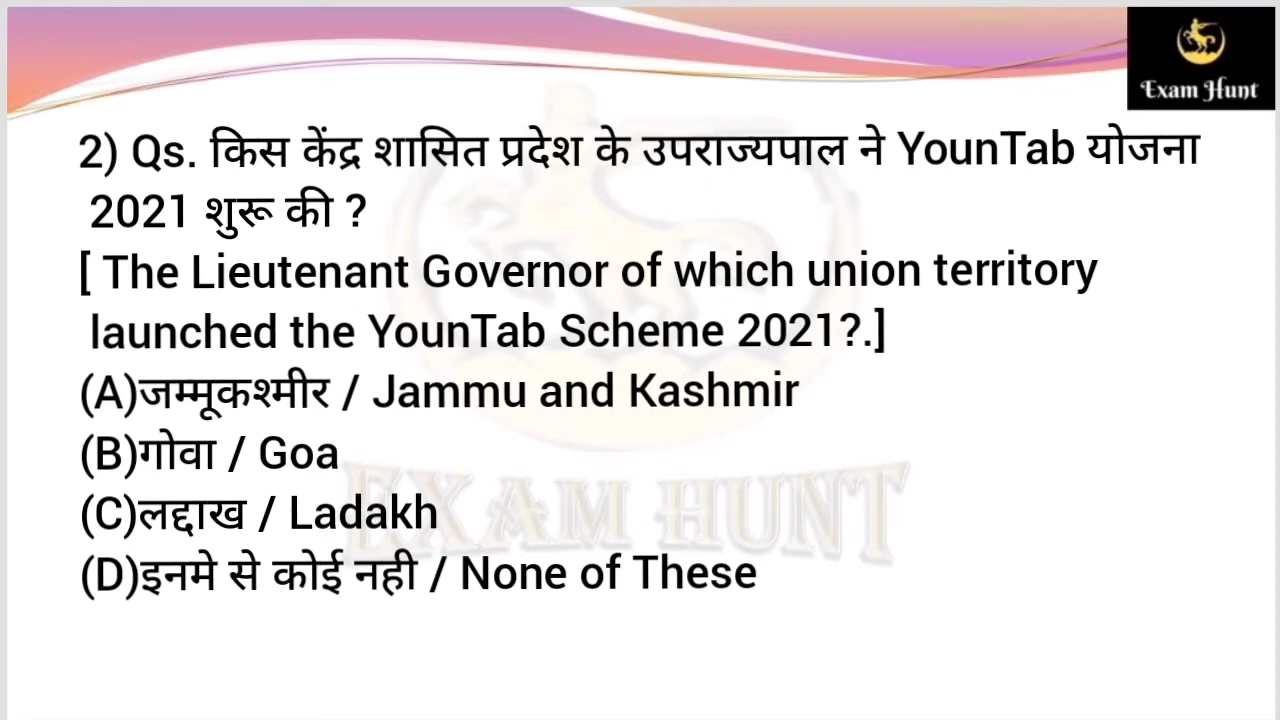 Exam Hunt
2) Qs. किस केंद्र शासित प्रदेश के उपराज्यपाल ने YounTab योजना
2021 शुरू की ?
[ The Lieutenant Governor of which union territory
launched the YounTab Scheme 2021?.]
(A)जम्मूकश्मीर / Jammu and Kashmir
(B)गोवा / Goa
(C)लद्दाख / Ladakh
(D)इनमे से कोई नही / None of These
EXAM HUNT